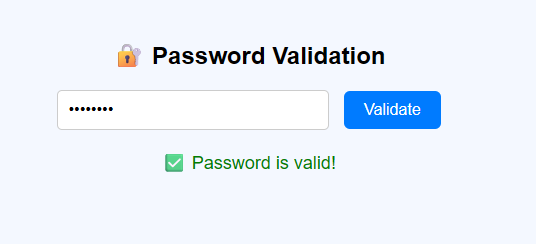 🔐 Password Validation
•••••••• Validate
✅ Password is valid!